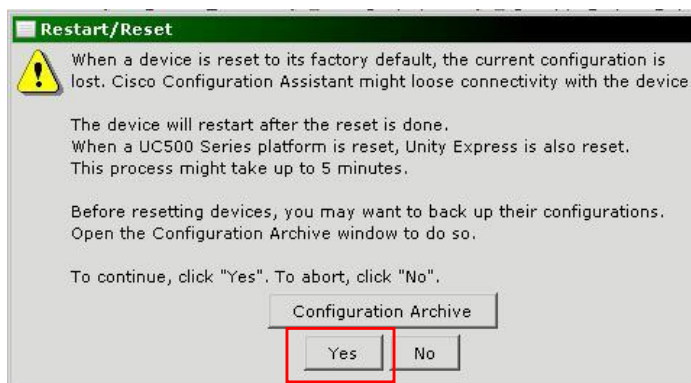 Restart/Reset
When a device is reset to its factory default, the current configuration is
lost. Cisco Configuration Assistant might loose connectivity with the device
The device will restart after the reset is done.
When a UC500 Series platform is reset, Unity Express is also reset.
This process might take up to 5 minutes.
Before resetting devices, you may want to back up their configurations.
Open the Configuration Archive window to do so.
To continue, click "Yes". To abort, click "No".
Configuration Archive
Yes No